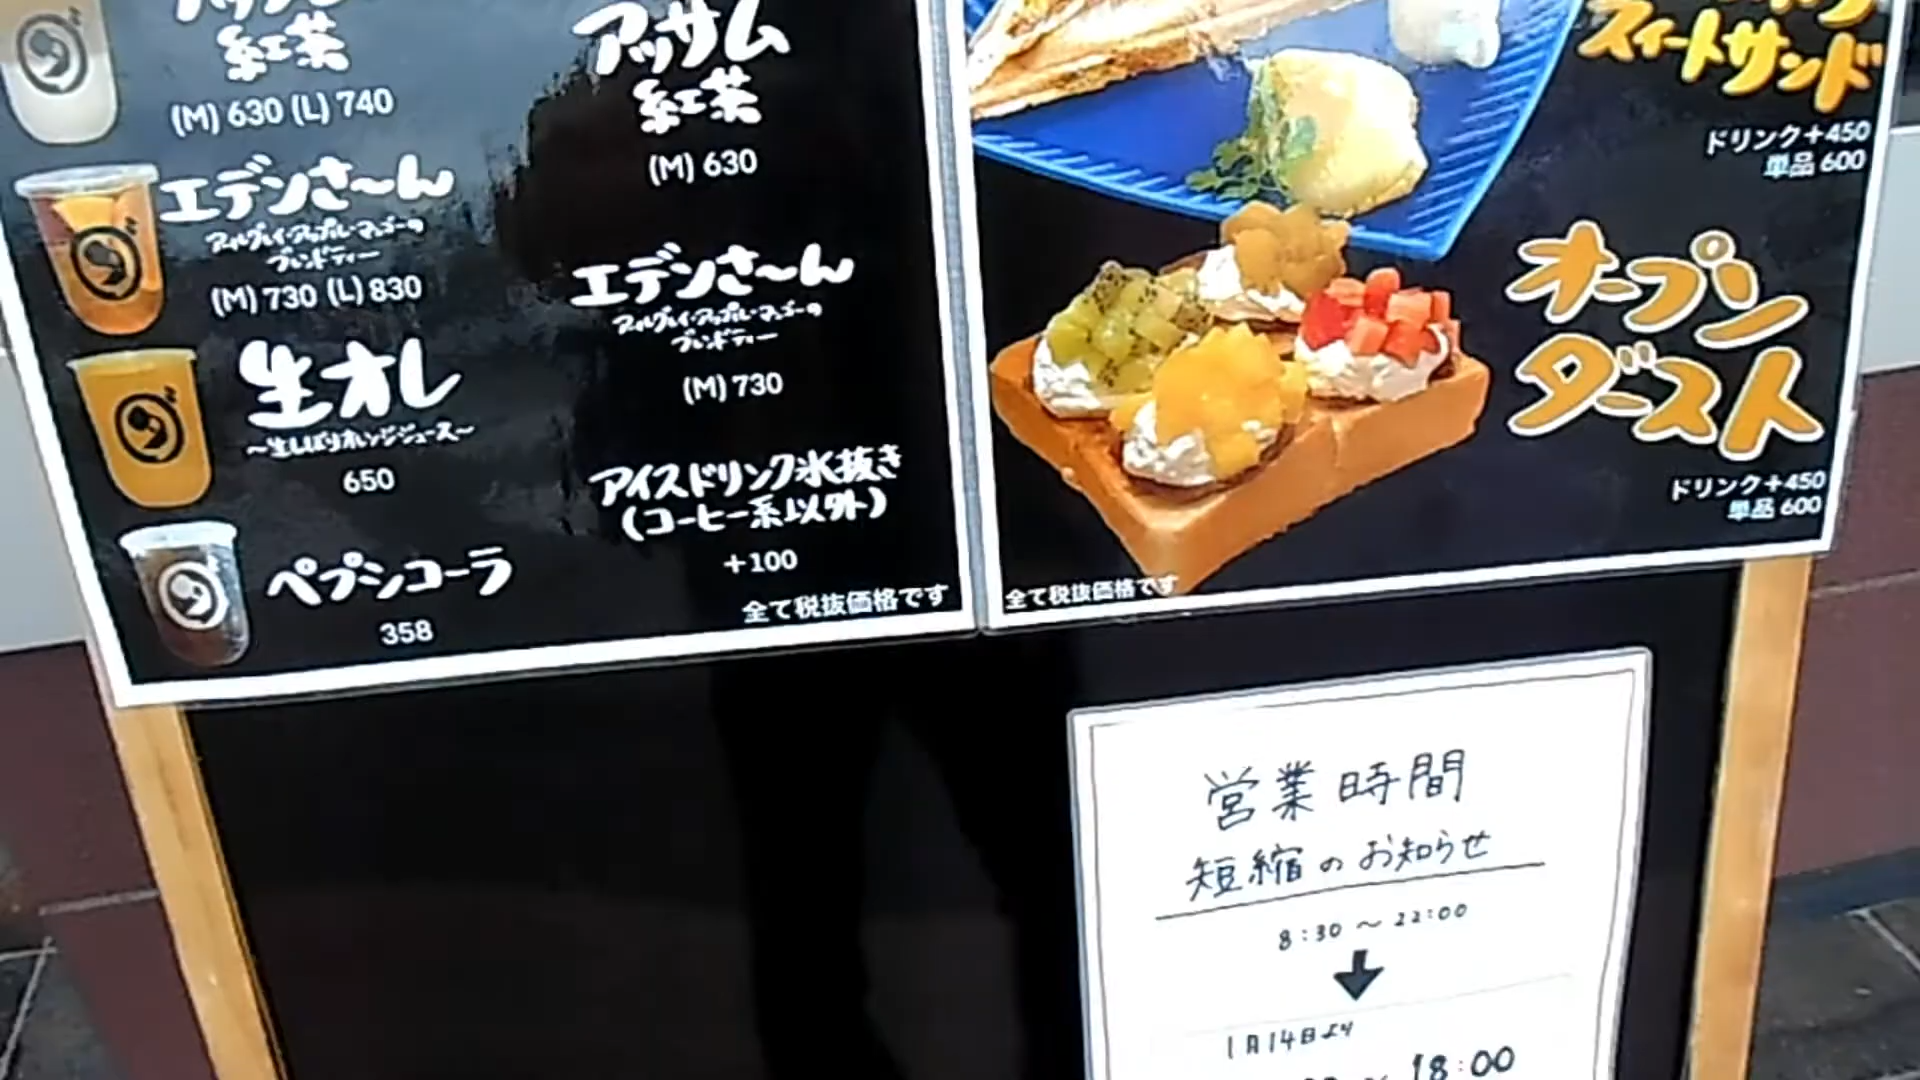 紅茶
(M) 630 (L) 740
エデンさ〜ん
アールグレイ・アップル・マンゴーの
ブレンドティー
(M) 730 (L) 830
生オレ
〜生しぼりオレンジジュース〜
650
ペプシコーラ
358
アッサム
紅茶
(M) 630
エデンさ〜ん
アールグレイ・アップル・マンゴーの
ブレンドティー
(M) 730
アイスドリンク氷抜き
(コーヒー系以外)
+100
全て税抜価格です
スイートサンド
ドリンク+450
単品 600
オープン
ダースト
ドリンク+450
単品 600
全て税抜価格です
営業時間
短縮のお知らせ
8:30 〜 22:00
1月14日より
〜 18:00